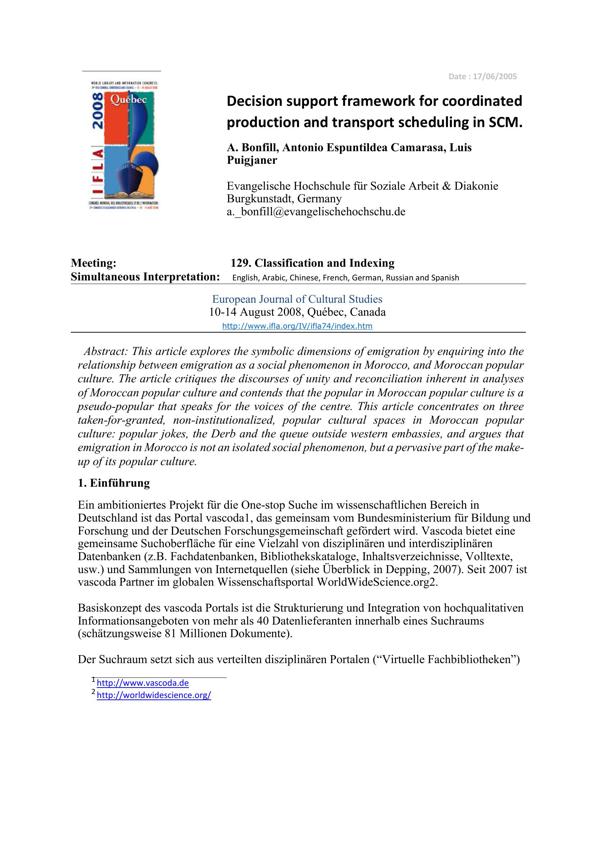 Date : 17/06/2005
WORLD LIBRARY AND INFORMATION CONGRESS:
2008
Québec
IFLA
Decision support framework for coordinated
production and transport scheduling in SCM.
A. Bonfill, Antonio Espuntildea Camarasa, Luis
Puigjaner
Evangelische Hochschule für Soziale Arbeit & Diakonie
Burgkunstadt, Germany
a._bonfill@evangelischehochschu.de
Meeting: 129. Classification and Indexing
Simultaneous Interpretation: English, Arabic, Chinese, French, German, Russian and Spanish
European Journal of Cultural Studies
10-14 August 2008, Québec, Canada
http://www.ifla.org/IV/ifla74/index.htm
Abstract: This article explores the symbolic dimensions of emigration by enquiring into the
relationship between emigration as a social phenomenon in Morocco, and Moroccan popular
culture. The article critiques the discourses of unity and reconciliation inherent in analyses
of Moroccan popular culture and contends that the popular in Moroccan popular culture is a
pseudo-popular that speaks for the voices of the centre. This article concentrates on three
taken-for-granted, non-institutionalized, popular cultural spaces in Moroccan popular
culture: popular jokes, the Derb and the queue outside western embassies, and argues that
emigration in Morocco is not an isolated social phenomenon, but a pervasive part of the make-
up of its popular culture.
1. Einführung
Ein ambitioniertes Projekt für die One-stop Suche im wissenschaftlichen Bereich in
Deutschland ist das Portal vascoda1, das gemeinsam vom Bundesministerium für Bildung und
Forschung und der Deutschen Forschungsgemeinschaft gefördert wird. Vascoda bietet eine
gemeinsame Suchoberfläche für eine Vielzahl von disziplinären und interdisziplinären
Datenbanken (z.B. Fachdatenbanken, Bibliothekskataloge, Inhaltsverzeichnisse, Volltexte,
usw.) und Sammlungen von Internetquellen (siehe Überblick in Depping, 2007). Seit 2007 ist
vascoda Partner im globalen Wissenschaftsportal WorldWideScience.org2.
Basiskonzept des vascoda Portals ist die Strukturierung und Integration von hochqualitativen
Informationsangeboten von mehr als 40 Datenlieferanten innerhalb eines Suchraums
(schätzungsweise 81 Millionen Dokumente).
Der Suchraum setzt sich aus verteilten disziplinären Portalen (“Virtuelle Fachbibliotheken”)
1 http://www.vascoda.de
2 http://worldwidescience.org/